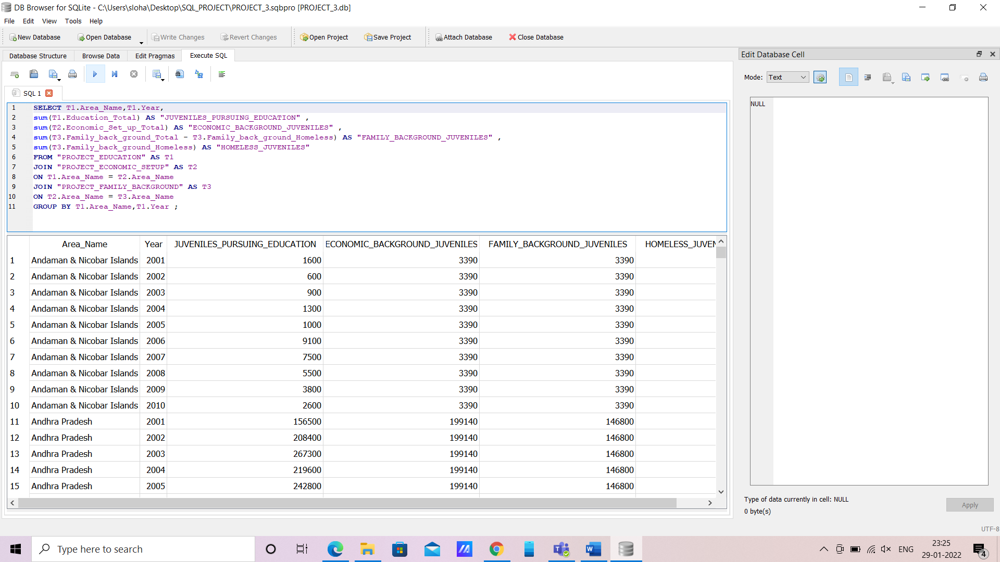 DB Browser for SQLite - C:\Users\sloha\Desktop\SQL_PROJECT\PROJECT_3.sqbpro [PROJECT_3.db]
File Edit View Tools Help
New Database Open Database Write Changes Revert Changes Open Project Save Project Attach Database Close Database
Database Structure Browse Data Edit Pragmas Execute SQL
SQL 1
1 SELECT T1.Area_Name,T1.Year,
2 sum(T1.Education_Total) AS "JUVENILES_PURSUING_EDUCATION" ,
3 sum(T2.Economic_Set_up_Total) AS "ECONOMIC_BACKGROUND_JUVENILES" ,
4 sum(T3.Family_back_ground_Total - T3.Family_back_ground_Homeless) AS "FAMILY_BACKGROUND_JUVENILES" ,
5 sum(T3.Family_back_ground_Homeless) AS "HOMELESS_JUVENILES"
6 FROM "PROJECT_EDUCATION" AS T1
7 JOIN "PROJECT_ECONOMIC_SETUP" AS T2
8 ON T1.Area_Name = T2.Area_Name
9 JOIN "PROJECT_FAMILY_BACKGROUND" AS T3
10 ON T2.Area_Name = T3.Area_Name
11 GROUP BY T1.Area_Name,T1.Year ;
Area_Name Year JUVENILES_PURSUING_EDUCATION ECONOMIC_BACKGROUND_JUVENILES FAMILY_BACKGROUND_JUVENILES HOMELESS_JUVEN
1 Andaman & Nicobar Islands 2001 1600 3390 3390
2 Andaman & Nicobar Islands 2002 600 3390 3390
3 Andaman & Nicobar Islands 2003 900 3390 3390
4 Andaman & Nicobar Islands 2004 1300 3390 3390
5 Andaman & Nicobar Islands 2005 1000 3390 3390
6 Andaman & Nicobar Islands 2006 9100 3390 3390
7 Andaman & Nicobar Islands 2007 7500 3390 3390
8 Andaman & Nicobar Islands 2008 5500 3390 3390
9 Andaman & Nicobar Islands 2009 3800 3390 3390
10 Andaman & Nicobar Islands 2010 2600 3390 3390
11 Andhra Pradesh 2001 156500 199140 146800
12 Andhra Pradesh 2002 208400 199140 146800
13 Andhra Pradesh 2003 267300 199140 146800
14 Andhra Pradesh 2004 219600 199140 146800
15 Andhra Pradesh 2005 242800 199140 146800
Edit Database Cell
Mode: Text
NULL
Type of data currently in cell: NULL
0 byte(s)
Apply
UTF-8
Type here to search
ENG
23:25
29-01-2022
4